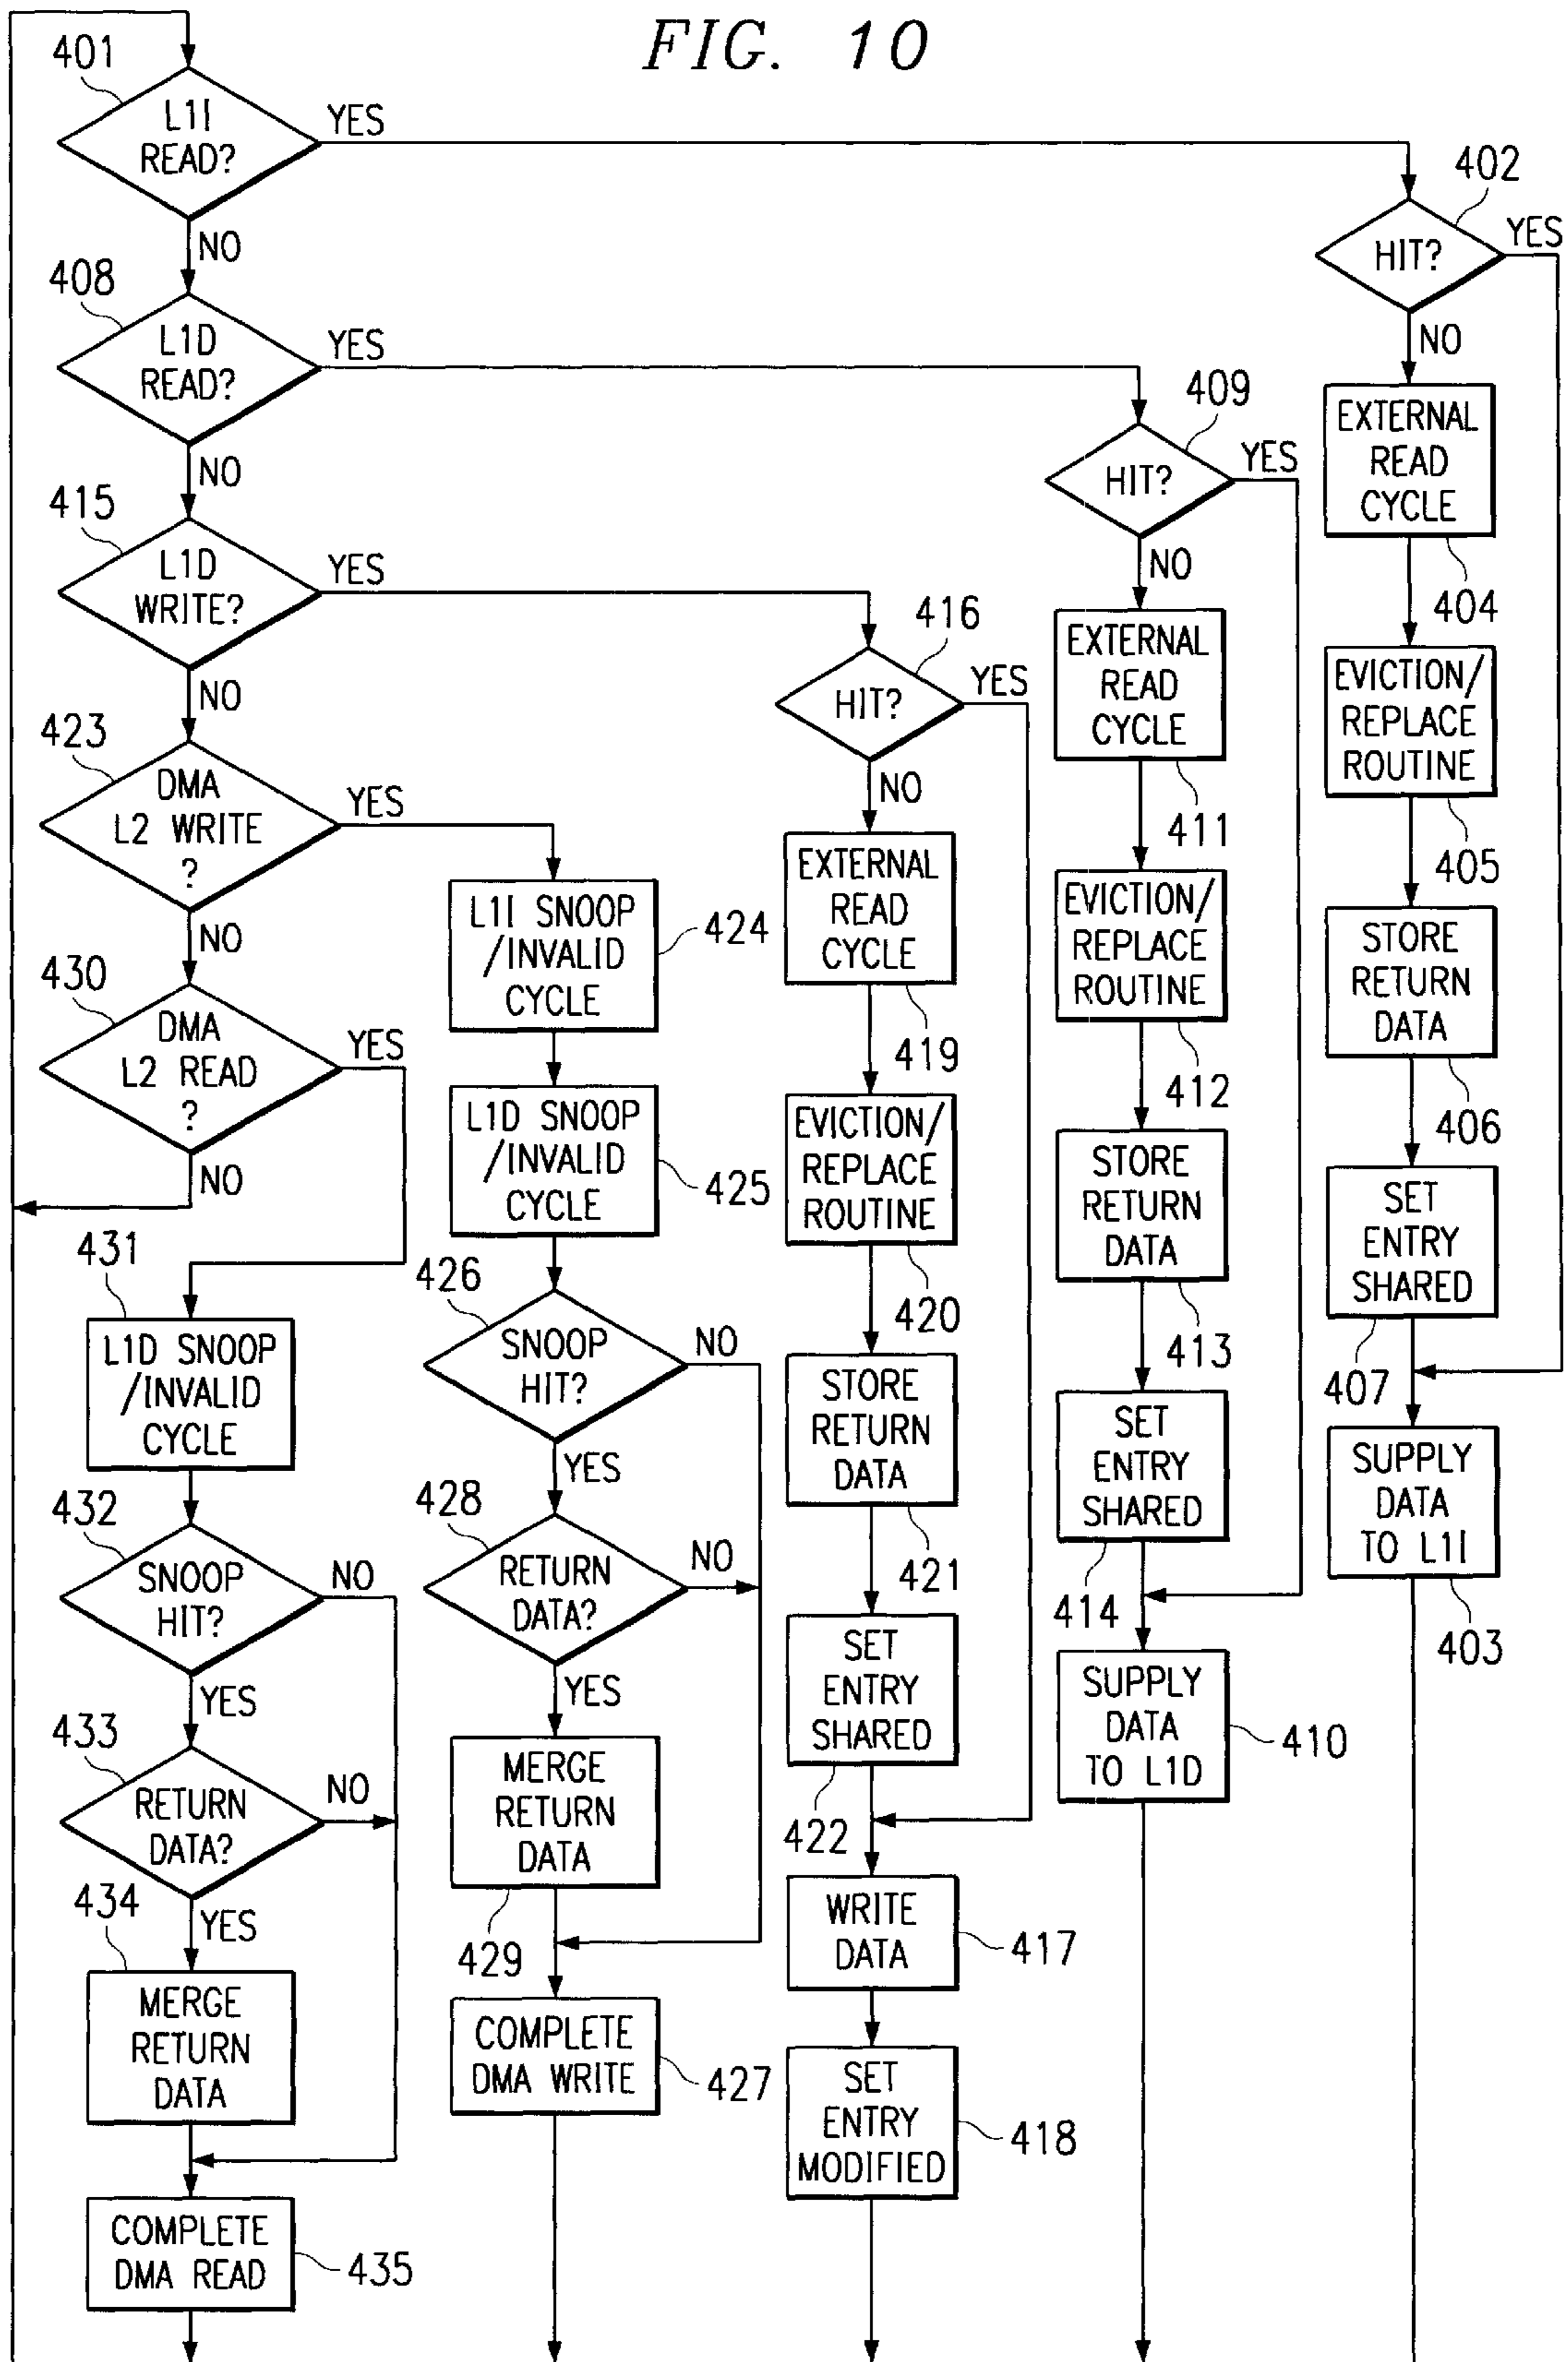 FIG. 10
401
L1I
READ?
YES
NO
402
HIT?
YES
NO
EXTERNAL
READ
CYCLE
404
EVICTION/
REPLACE
ROUTINE
405
STORE
RETURN
DATA
406
SET
ENTRY
SHARED
407
SUPPLY
DATA
TO L1I
403
408
L1D
READ?
YES
NO
409
HIT?
YES
NO
EXTERNAL
READ
CYCLE
411
EVICTION/
REPLACE
ROUTINE
412
STORE
RETURN
DATA
413
SET
ENTRY
SHARED
414
SUPPLY
DATA
TO L1D
410
415
L1D
WRITE?
YES
NO
416
HIT?
YES
NO
EXTERNAL
READ
CYCLE
419
EVICTION/
REPLACE
ROUTINE
420
STORE
RETURN
DATA
421
SET
ENTRY
SHARED
422
WRITE
DATA
417
SET
ENTRY
MODIFIED
418
423
DMA
L2 WRITE
?
YES
NO
L1I SNOOP
/INVALID
CYCLE
424
L1D SNOOP
/INVALID
CYCLE
425
426
SNOOP
HIT?
NO
YES
428
RETURN
DATA?
NO
YES
MERGE
RETURN
DATA
429
COMPLETE
DMA WRITE
427
430
DMA
L2 READ
?
YES
NO
431
L1D SNOOP
/INVALID
CYCLE
432
SNOOP
HIT?
NO
YES
433
RETURN
DATA?
NO
YES
434
MERGE
RETURN
DATA
COMPLETE
DMA READ
435